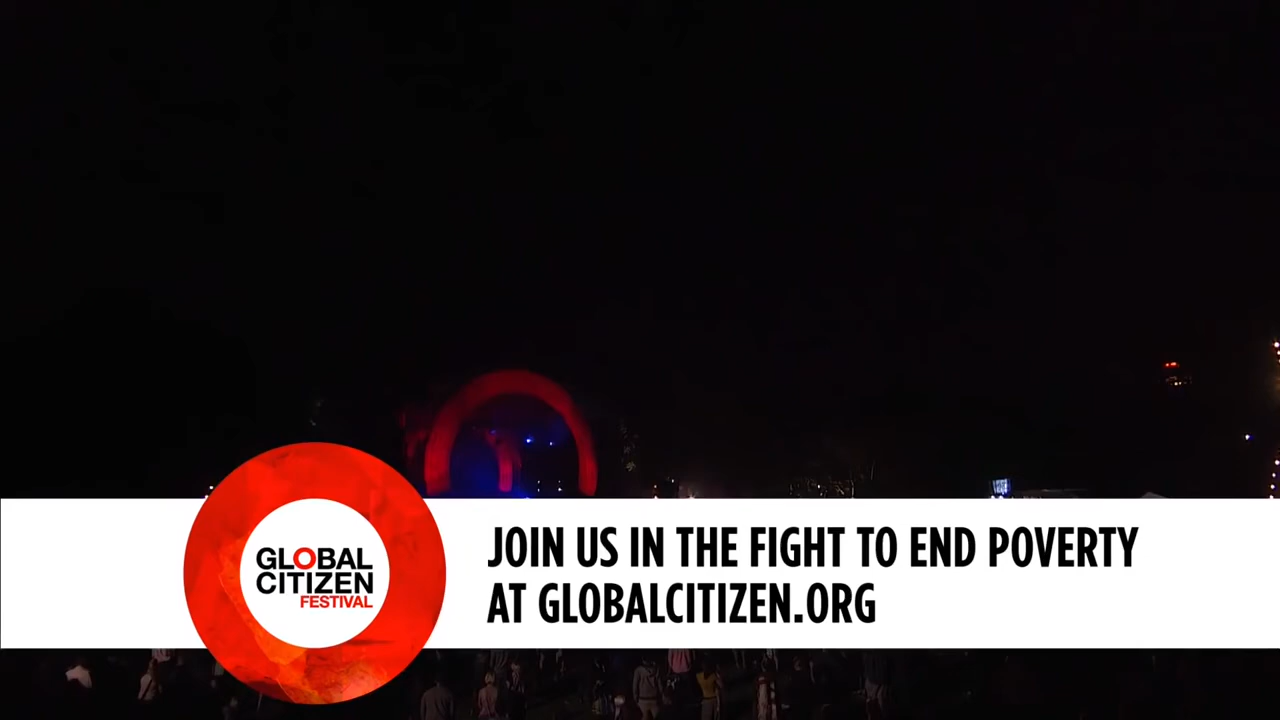 GLOBAL
CITIZEN
FESTIVAL
JOIN US IN THE FIGHT TO END POVERTY
AT GLOBALCITIZEN.ORG